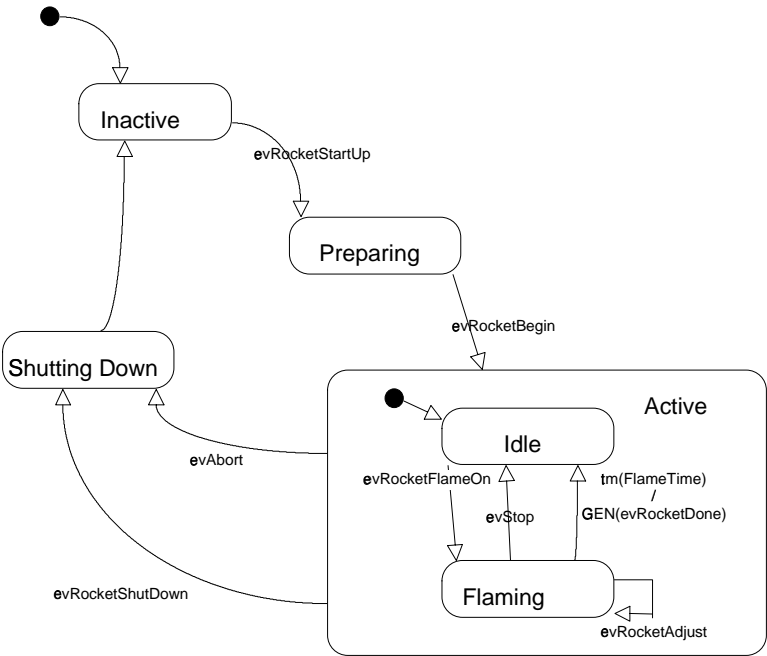 Inactive
evRocketStartUp
Preparing
evRocketBegin
Shutting Down
Active
Idle
evAbort
evRocketFlameOn
tm(FlameTime)
/
GEN(evRocketDone)
evStop
evRocketShutDown
Flaming
evRocketAdjust